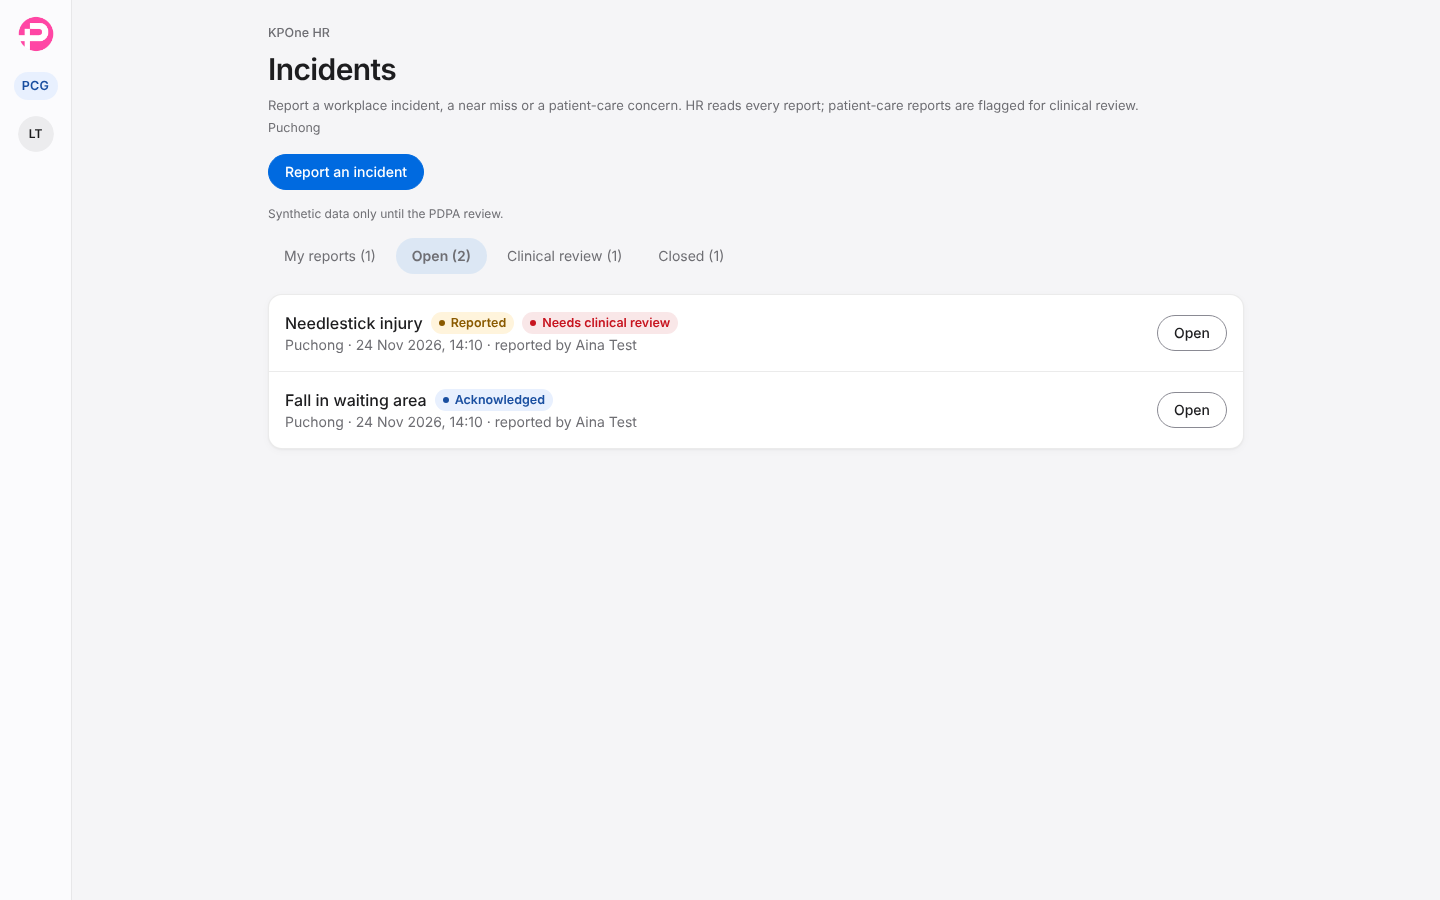 KPOne HR
PCG
LT
Incidents
Report a workplace incident, a near miss or a patient-care concern. HR reads every report; patient-care reports are flagged for clinical review.
Puchong
Report an incident
Synthetic data only until the PDPA review.
My reports (1) Open (2) Clinical review (1) Closed (1)
Needlestick injury Reported Needs clinical review
Puchong · 24 Nov 2026, 14:10 · reported by Aina Test
Open
Fall in waiting area Acknowledged
Puchong · 24 Nov 2026, 14:10 · reported by Aina Test
Open